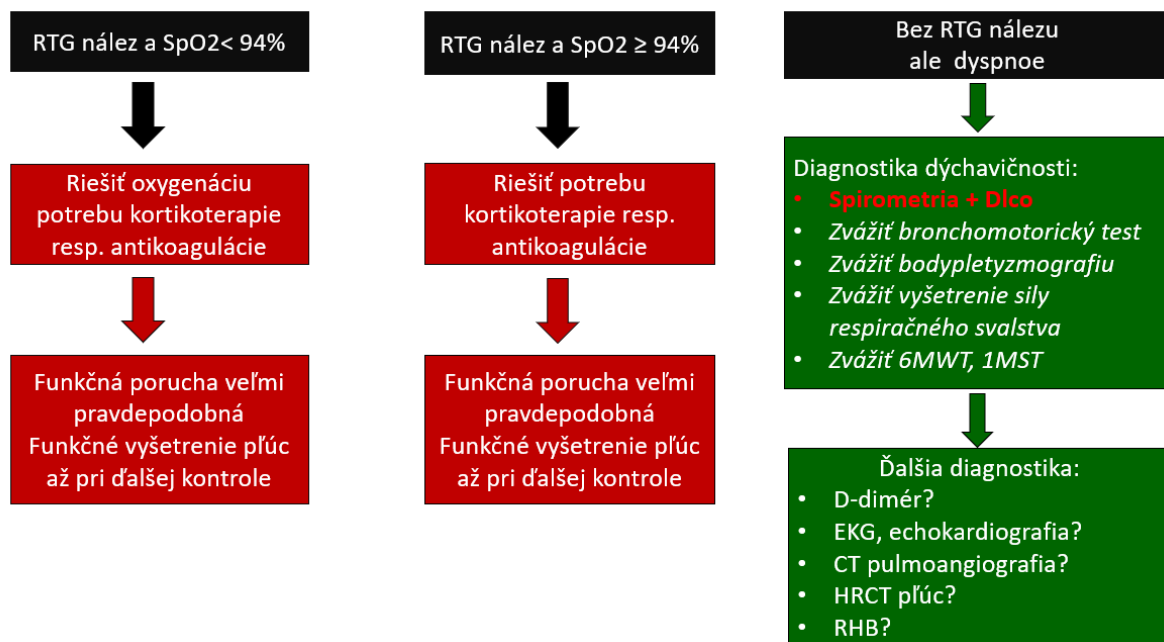 RTG nález a SpO2< 94%
Riešiť oxygenáciu
potrebu kortikoterapie
resp. antikoagulácie
Funkčná porucha veľmi
pravdepodobná
Funkčné vyšetrenie pľúc
až pri ďalšej kontrole
RTG nález a SpO2 ≥ 94%
Riešiť potrebu
kortikoterapie resp.
antikoagulácie
Funkčná porucha veľmi
pravdepodobná
Funkčné vyšetrenie pľúc
až pri ďalšej kontrole
Bez RTG nálezu
ale dyspnoe
Diagnostika dýchavičnosti:
• Spirometria + Dlco
• Zvážiť bronchomotorický test
• Zvážiť bodypletyzmografiu
• Zvážiť vyšetrenie sily
respiračného svalstva
• Zvážiť 6MWT, 1MST
Ďalšia diagnostika:
• D-dimér?
• EKG, echokardiografia?
• CT pulmoangiografia?
• HRCT pľúc?
• RHB?